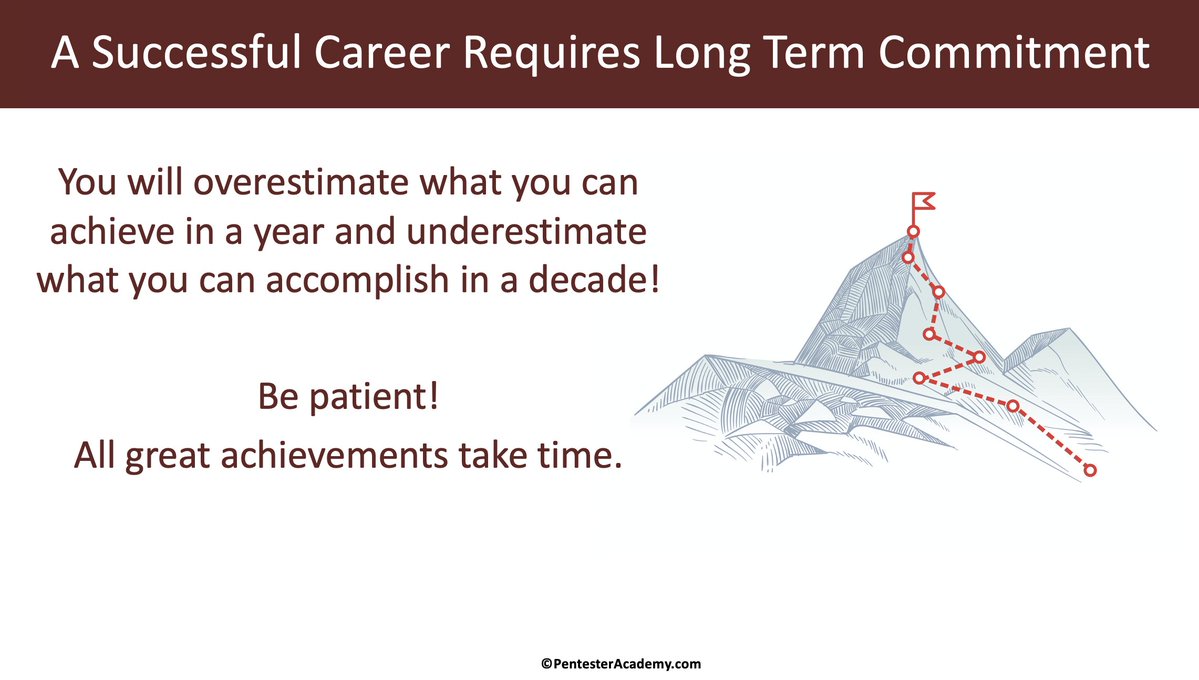 A Successful Career Requires Long Term Commitment
You will overestimate what you can
achieve in a year and underestimate
what you can accomplish in a decade!
Be patient!
All great achievements take time.
©PentesterAcademy.com